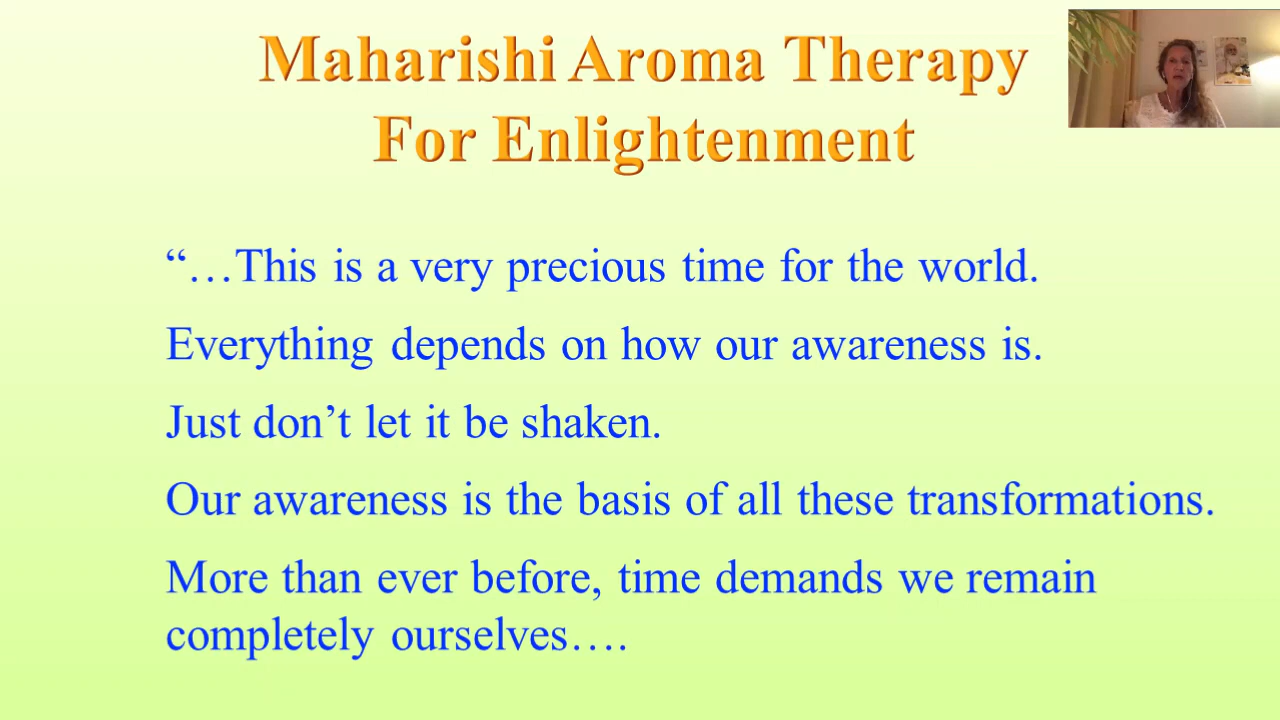 Maharishi Aroma Therapy
For Enlightenment
“…This is a very precious time for the world.
Everything depends on how our awareness is.
Just don’t let it be shaken.
Our awareness is the basis of all these transformations.
More than ever before, time demands we remain
completely ourselves….